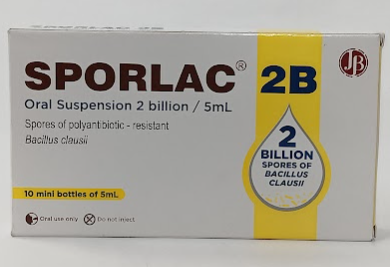 SPORLAC® 2B
Oral Suspension 2 billion / 5mL
Spores of polyantibiotic - resistant
Bacillus clausii
2
BILLION
SPORES OF
BACILLUS
CLAUSII
10 mini bottles of 5mL
Oral use only
Do not inject
JB